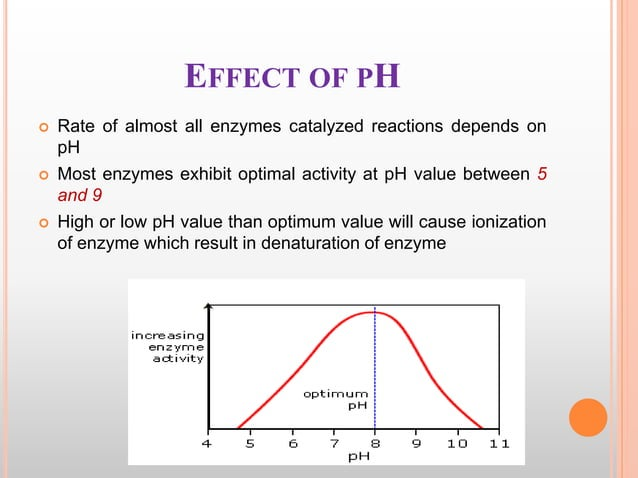 EFFECT OF PH
Rate of almost all enzymes catalyzed reactions depends on
pH
Most enzymes exhibit optimal activity at pH value between 5
and 9
High or low pH value than optimum value will cause ionization
of enzyme which result in denaturation of enzyme
increasing
enzyme
activity
optimum
pH
4 5 6 7 8 9 10 11
pH